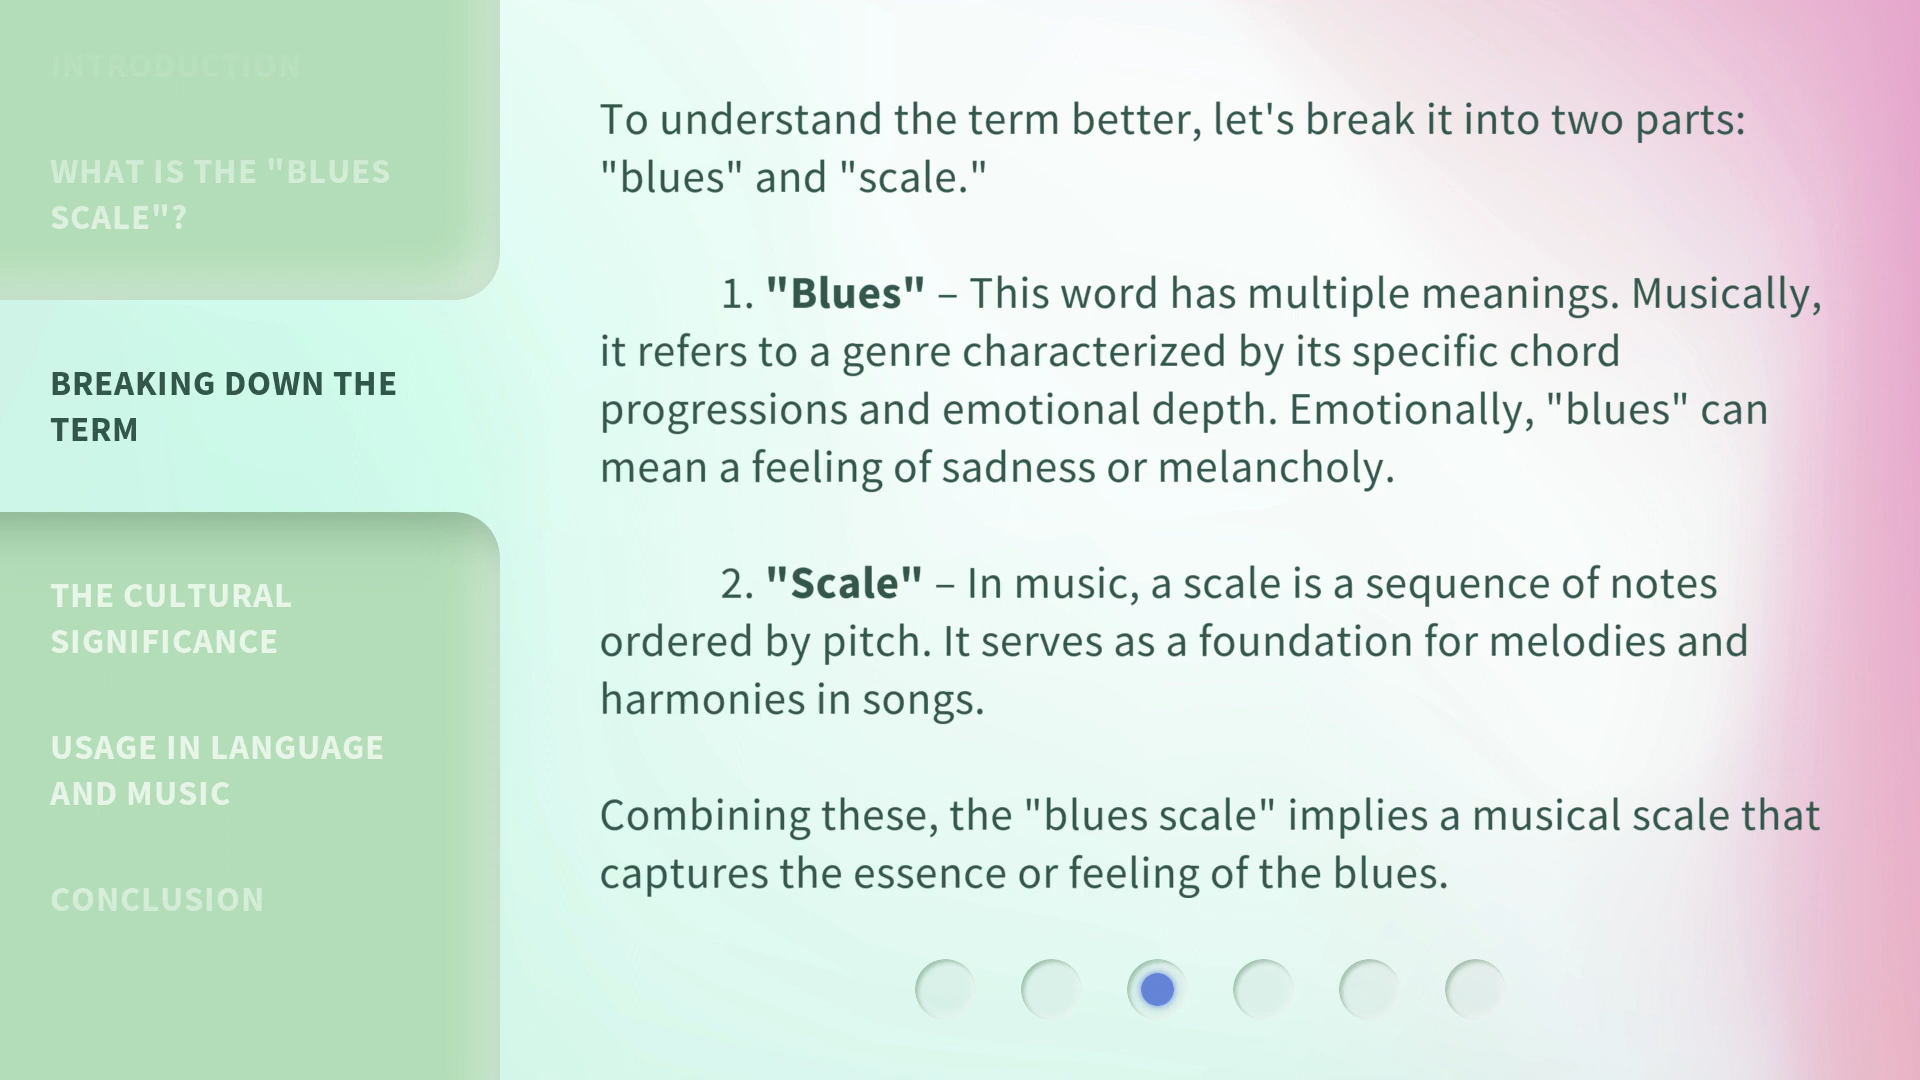 INTRODUCTION
WHAT IS THE "BLUES
SCALE"?
BREAKING DOWN THE
TERM
THE CULTURAL
SIGNIFICANCE
USAGE IN LANGUAGE
AND MUSIC
CONCLUSION
To understand the term better, let's break it into two parts:
"blues" and "scale."
1. "Blues" – This word has multiple meanings. Musically,
it refers to a genre characterized by its specific chord
progressions and emotional depth. Emotionally, "blues" can
mean a feeling of sadness or melancholy.
2. "Scale" – In music, a scale is a sequence of notes
ordered by pitch. It serves as a foundation for melodies and
harmonies in songs.
Combining these, the "blues scale" implies a musical scale that
captures the essence or feeling of the blues.